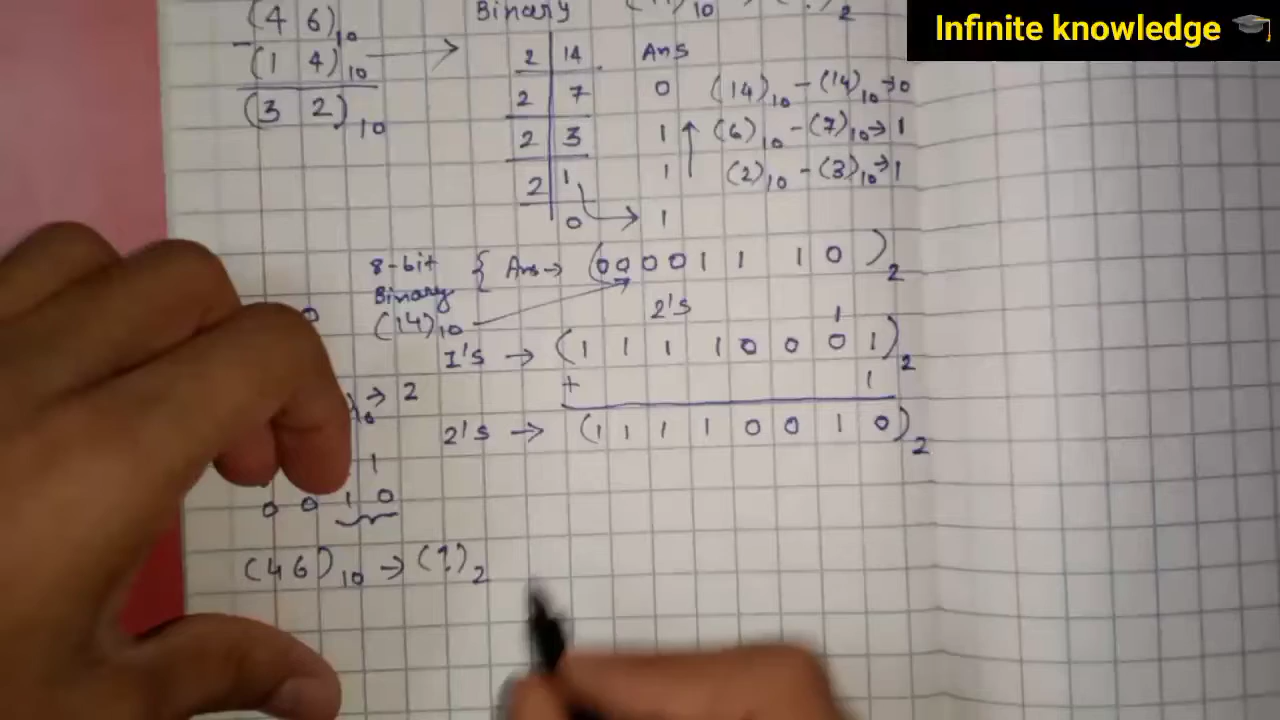 Infinite knowledge 🎓
Binary
(4 6)10
- (1 4)10 →
(3 2)10
2 14 Ans
2 7 0 (14)10 - (14)10 → 0
2 3 1 (6)10 - (7)10 → 1
2 1 1 (2)10 - (3)10 → 1
0 → 1
8-bit { Ans → (0 0 0 0 1 1 1 0)2
Binary
(14)10
2's 1
1's → (1 1 1 1 0 0 0 1)2
+ 1
→ 2
2's → (1 1 1 1 0 0 1 0)2
1
0 0 1 0
(46)10 → (?)2